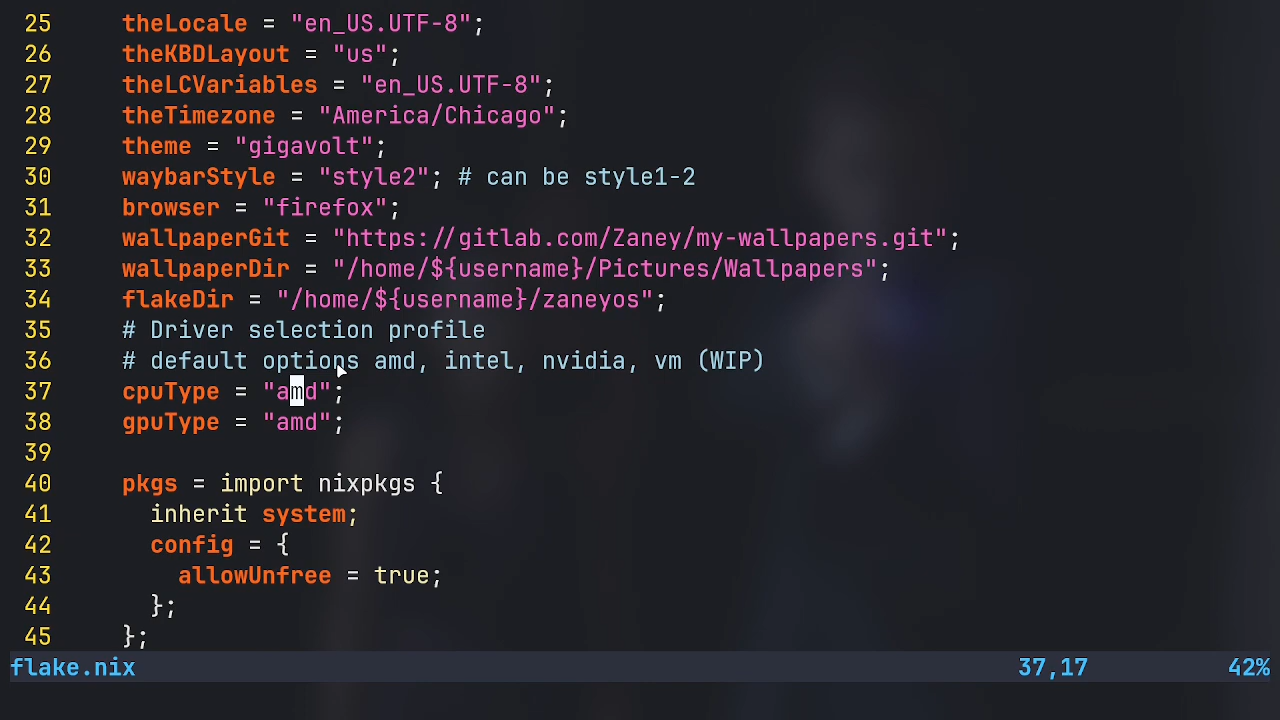 25 theLocale = "en_US.UTF-8";
26 theKBDLayout = "us";
27 theLCVariables = "en_US.UTF-8";
28 theTimezone = "America/Chicago";
29 theme = "gigavolt";
30 waybarStyle = "style2"; # can be style1-2
31 browser = "firefox";
32 wallpaperGit = "https://gitlab.com/Zaney/my-wallpapers.git";
33 wallpaperDir = "/home/${username}/Pictures/Wallpapers";
34 flakeDir = "/home/${username}/zaneyos";
35 # Driver selection profile
36 # default options amd, intel, nvidia, vm (WIP)
37 cpuType = "amd";
38 gpuType = "amd";
39
40 pkgs = import nixpkgs {
41 inherit system;
42 config = {
43 allowUnfree = true;
44 };
45 };
flake.nix 37,17 42%